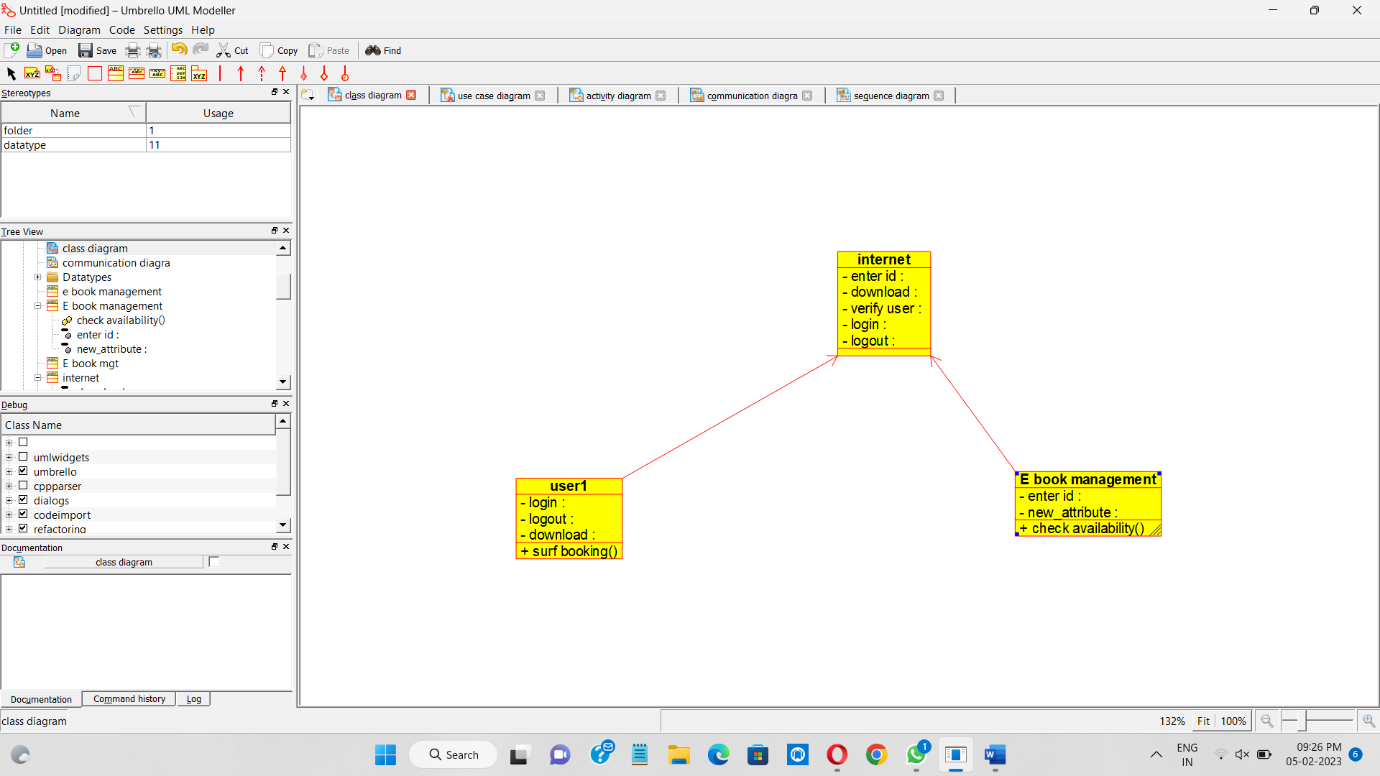 Untitled [modified] – Umbrello UML Modeller
File Edit Diagram Code Settings Help
Open Save Cut Copy Paste Find
Stereotypes
Name Usage
folder 1
datatype 11
Tree View
class diagram
communication diagra
Datatypes
e book management
E book management
check availability()
enter id :
new_attribute :
E book mgt
internet
Debug
Class Name
umlwidgets
umbrello
cppparser
dialogs
codeimport
refactoring
Documentation
class diagram
Documentation Command history Log
class diagram
class diagram use case diagram activity diagram communication diagra sequence diagram
internet
- enter id :
- download :
- verify user :
- login :
- logout :
user1
- login :
- logout :
- download :
+ surf booking()
E book management
- enter id :
- new_attribute :
+ check availability()
132% Fit 100%
Search
1
W
ENG
IN
09:26 PM
05-02-2023
6